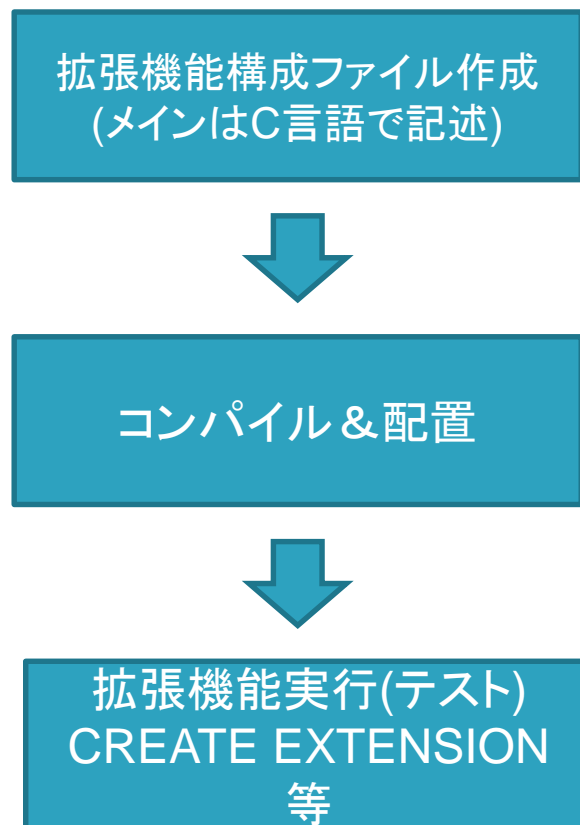 拡張機能構成ファイル作成
(メインはC言語で記述)
コンパイル＆配置
拡張機能実行(テスト)
CREATE EXTENSION
等